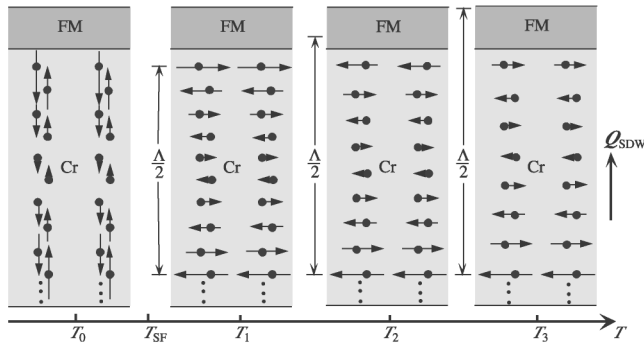 FM FM FM FM
Λ/2 Λ/2 Λ/2
Cr Cr Cr Cr
Q_SDW
T_0 T_SF T_1 T_2 T_3 T